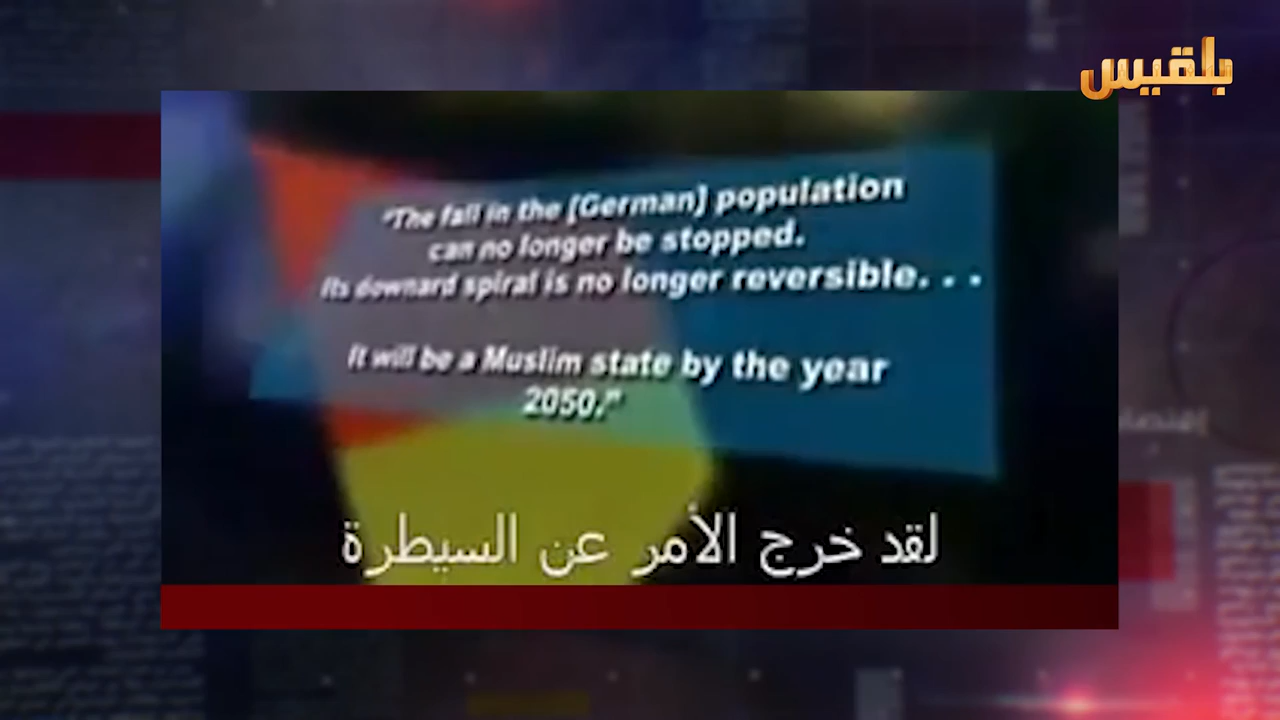 بلقيس
"The fall in the [German] population
can no longer be stopped.
Its downard spiral is no longer reversible. . .
It will be a Muslim state by the year
2050."
لقد خرج الأمر عن السيطرة